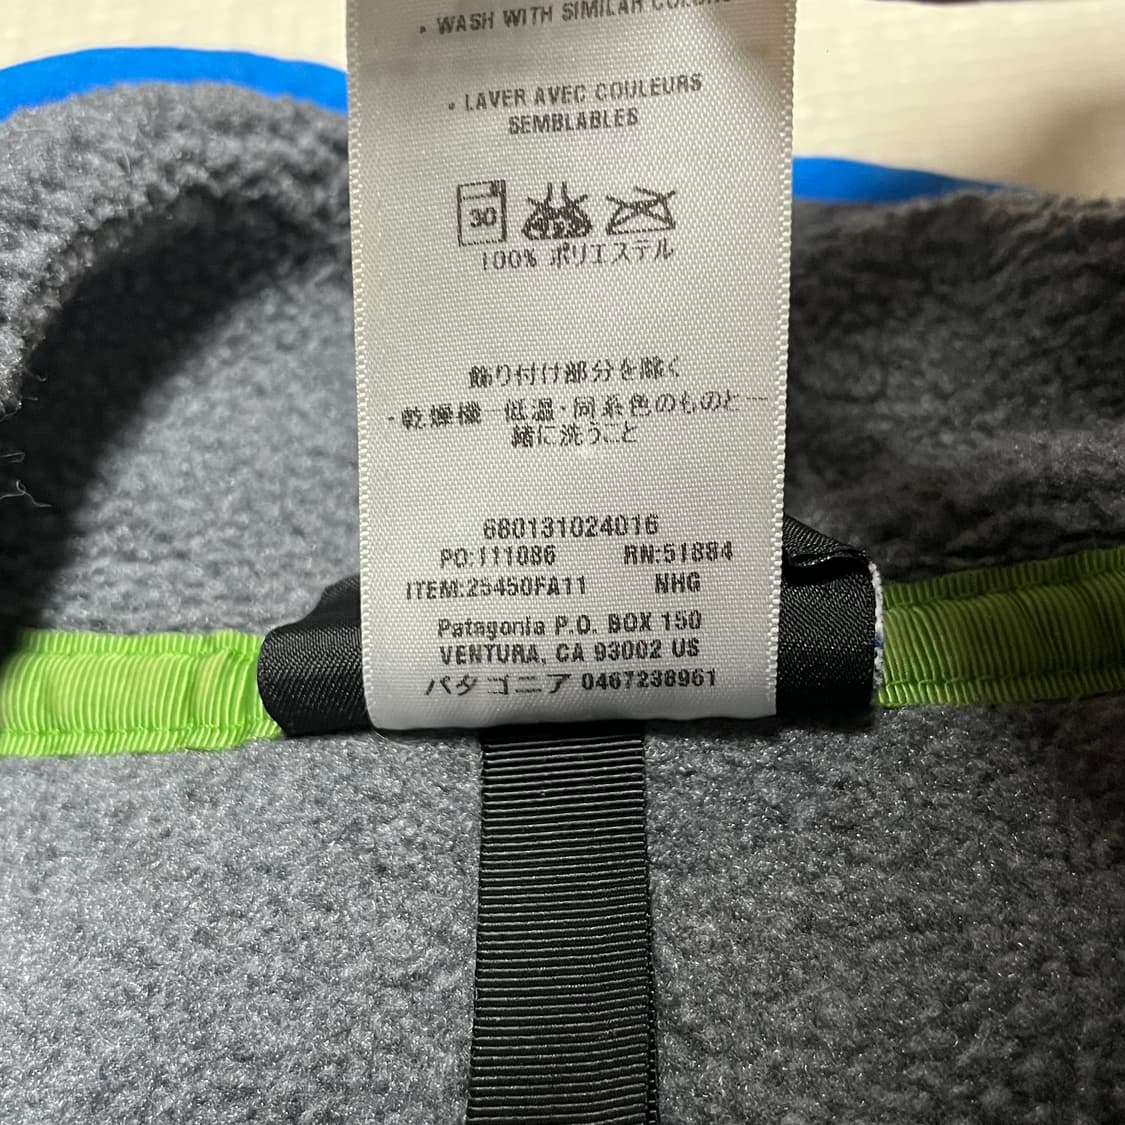 • WASH WITH SIMILAR COLORS
• LAVER AVEC COULEURS
SEMBLABLES
30
100% ポリエステル
飾り付け部分を除く
・乾燥機 低温・同系色のものと一
緒に洗うこと
680131024016
PO:111086 RN:51884
ITEM:25450FA11 NHG
Patagonia P.O. BOX 150
VENTURA, CA 93002 US
パタゴニア 0467238961